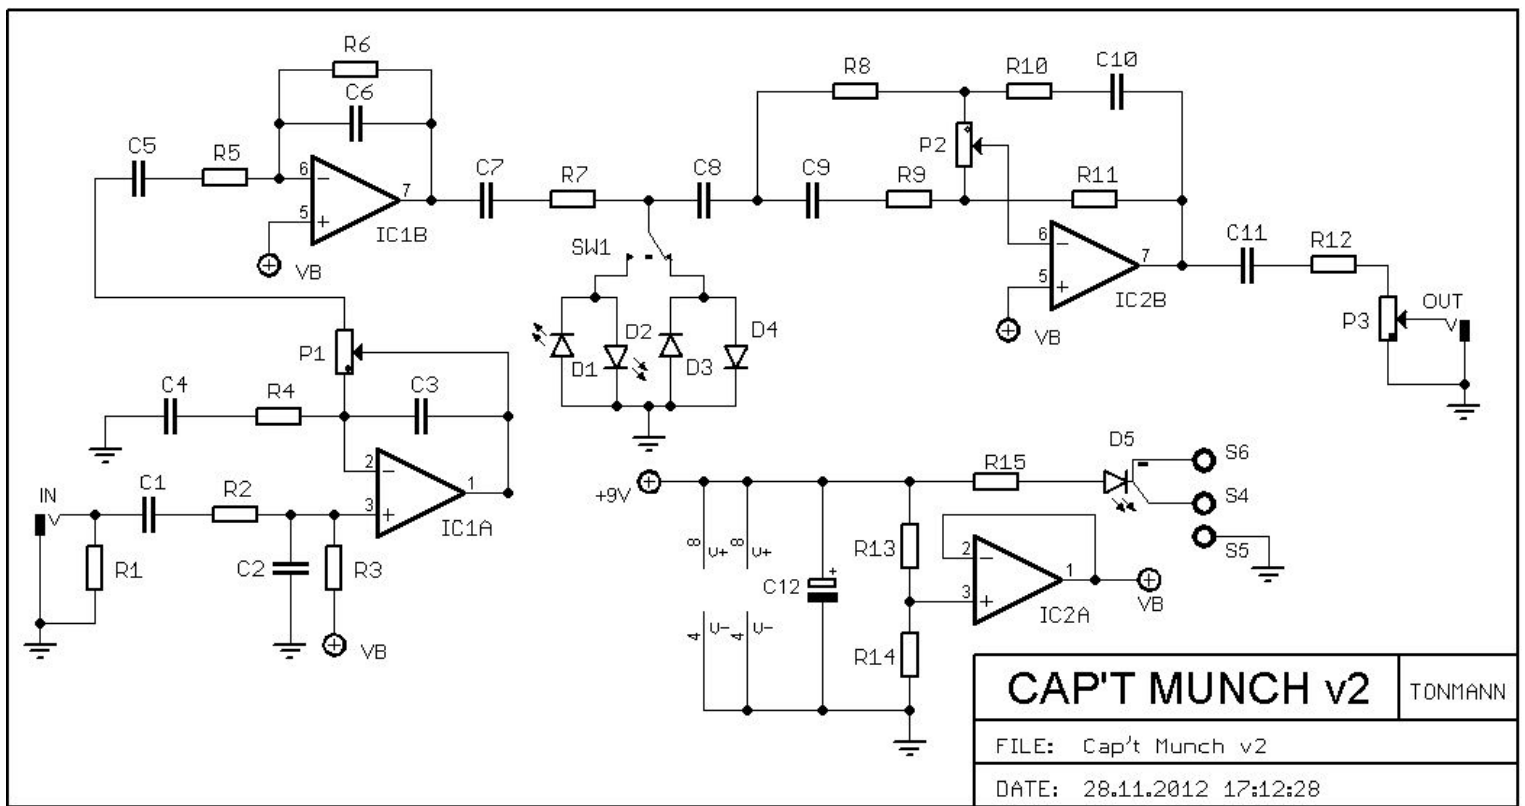 R6
C6
C5
R5
6
−
7
5
+
IC1B
VB
C7
R7
C8
SW1
D1
D2
D3
D4
R8
R10
C10
P2
C9
R9
R11
6
−
7
5
+
IC2B
VB
C11
R12
P3
OUT
P1
C4
R4
C3
2
−
1
3
+
IC1A
IN
C1
R2
R1
C2
R3
VB
+9V
8
V+
8
V+
4
V-
4
V-
C12
+
R13
R14
R15
D5
S6
S4
S5
2
−
1
3
+
IC2A
VB
CAP'T MUNCH v2
TONMANN
FILE: Cap't Munch v2
DATE: 28.11.2012 17:12:28